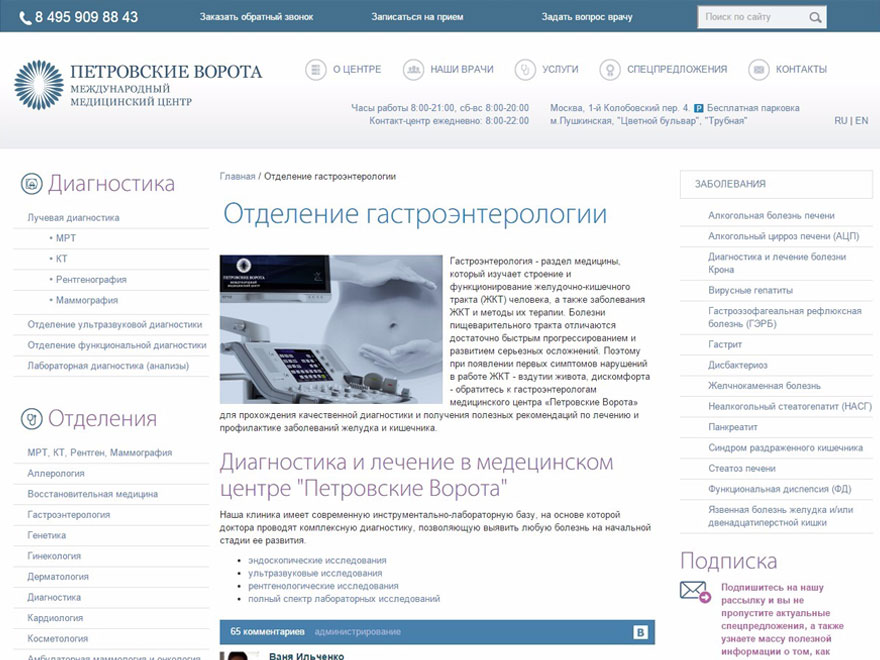 8 495 909 88 43
Заказать обратный звонок
Записаться на прием
Задать вопрос врачу
Поиск по сайту
ПЕТРОВСКИЕ ВОРОТА
МЕЖДУНАРОДНЫЙ
МЕДИЦИНСКИЙ ЦЕНТР
О ЦЕНТРЕ
НАШИ ВРАЧИ
УСЛУГИ
СПЕЦПРЕДЛОЖЕНИЯ
КОНТАКТЫ
Часы работы 8:00-21:00, сб-вс 8:00-20:00
Контакт-центр ежедневно: 8:00-22:00
Москва, 1-й Колобовский пер. 4. P Бесплатная парковка
м.Пушкинская, "Цветной бульвар", "Трубная"
RU | EN
Диагностика
Лучевая диагностика
• МРТ
• КТ
• Рентгенография
• Маммография
Отделение ультразвуковой диагностики
Отделение функциональной диагностики
Лабораторная диагностика (анализы)
Отделения
МРТ, КТ, Рентген, Маммография
Аллерология
Восстановительная медицина
Гастроэнтерология
Генетика
Гинекология
Дерматология
Диагностика
Кардиология
Косметология
Амбулаторная маммология и онкология
Главная / Отделение гастроэнтерологии
Отделение гастроэнтерологии
ПЕТРОВСКИЕ ВОРОТА
Гастроэнтерология - раздел медицины,
который изучает строение и
функционирование желудочно-кишечного
тракта (ЖКТ) человека, а также заболевания
ЖКТ и методы их терапии. Болезни
пищеварительного тракта отличаются
достаточно быстрым прогрессированием и
развитием серьезных осложнений. Поэтому
при появлении первых симптомов нарушений
в работе ЖКТ - вздутии живота, дискомфорта
- обратитесь к гастроэнтерологам
медицинского центра «Петровские Ворота»
для прохождения качественной диагностики и получения полезных рекомендаций по лечению и
профилактике заболеваний желудка и кишечника.
Диагностика и лечение в медецинском
центре "Петровские Ворота"
Наша клиника имеет современную инструментально-лабораторную базу, на основе которой
доктора проводят комплексную диагностику, позволяющую выявить любую болезнь на начальной
стадии ее развития.
• эндоскопические исследования
• ультразвуковые исследования
• рентгенологические исследования
• полный спектр лабораторных исследований
65 комментариев администрирование
B
Ваня Ильченко
ЗАБОЛЕВАНИЯ
Алкогольная болезнь печени
Алкогольный цирроз печени (АЦП)
Диагностика и лечение болезни
Крона
Вирусные гепатиты
Гастроэзофагеальная рефлюксная
болезнь (ГЭРБ)
Гастрит
Дисбактериоз
Желчнокаменная болезнь
Неалкогольный стеатогепатит (НАСГ)
Панкреатит
Синдром раздраженного кишечника
Стеатоз печени
Функциональная диспепсия (ФД)
Язвенная болезнь желудка и/или
двенадцатиперстной кишки
Подписка
Подпишитесь на нашу
рассылку и вы не
пропустите актуальные
спецпредложения, а также
узнаете массу полезной
информации о том, как